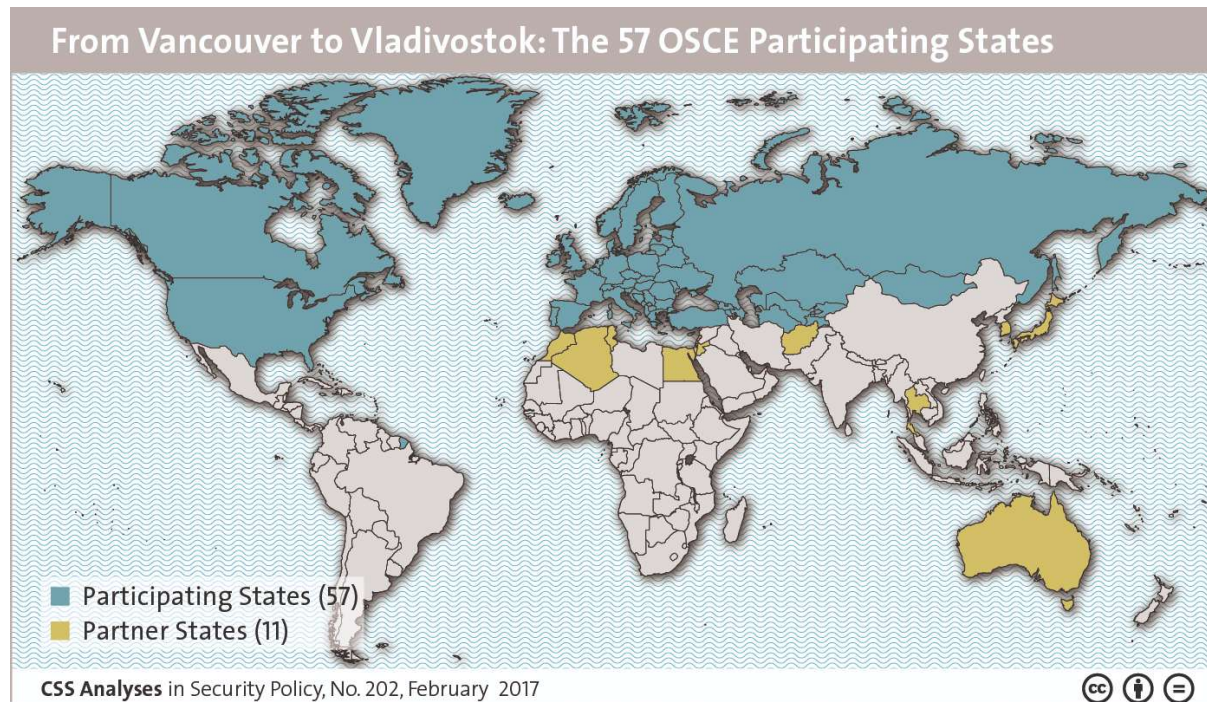 From Vancouver to Vladivostok: The 57 OSCE Participating States
Participating States (57)
Partner States (11)
CSS Analyses in Security Policy, No. 202, February 2017
cc